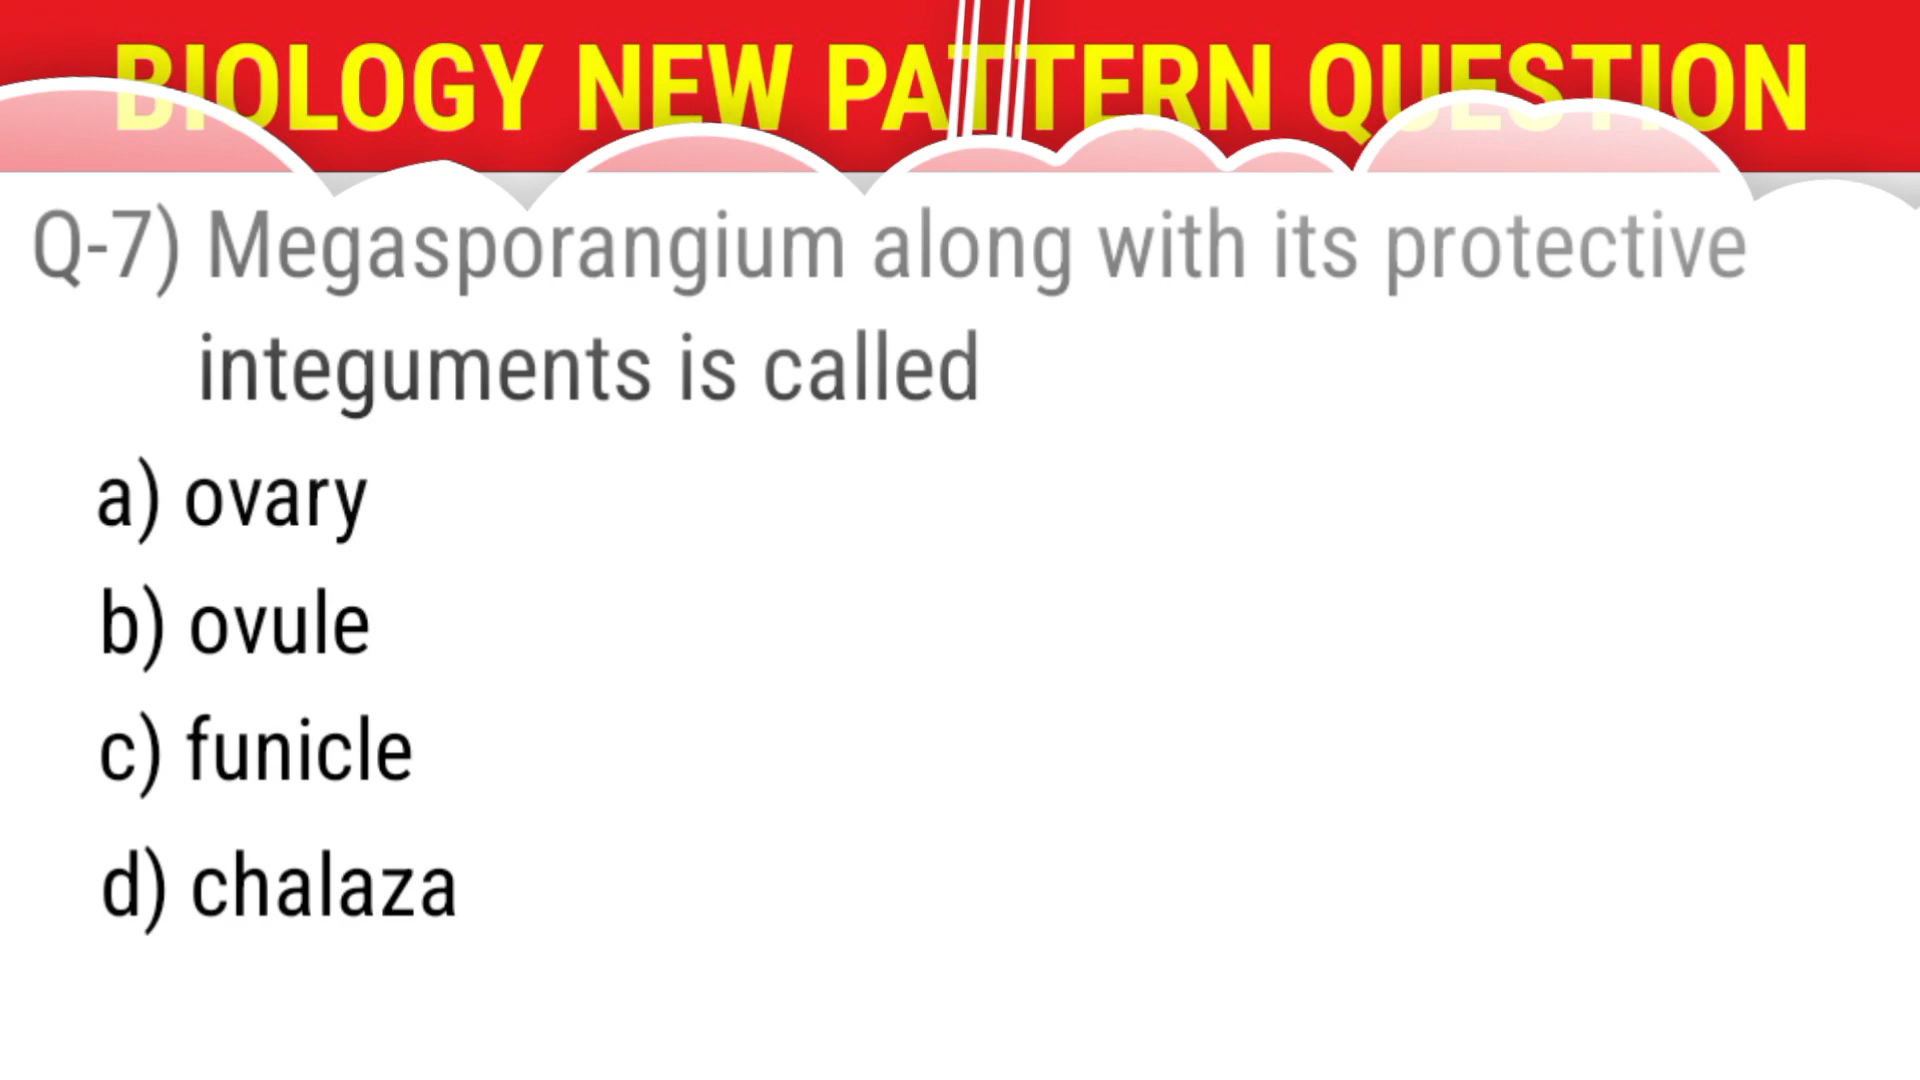 BIOLOGY NEW PATTERN QUESTION
Q-7) Megasporangium along with its protective
integuments is called
a) ovary
b) ovule
c) funicle
d) chalaza